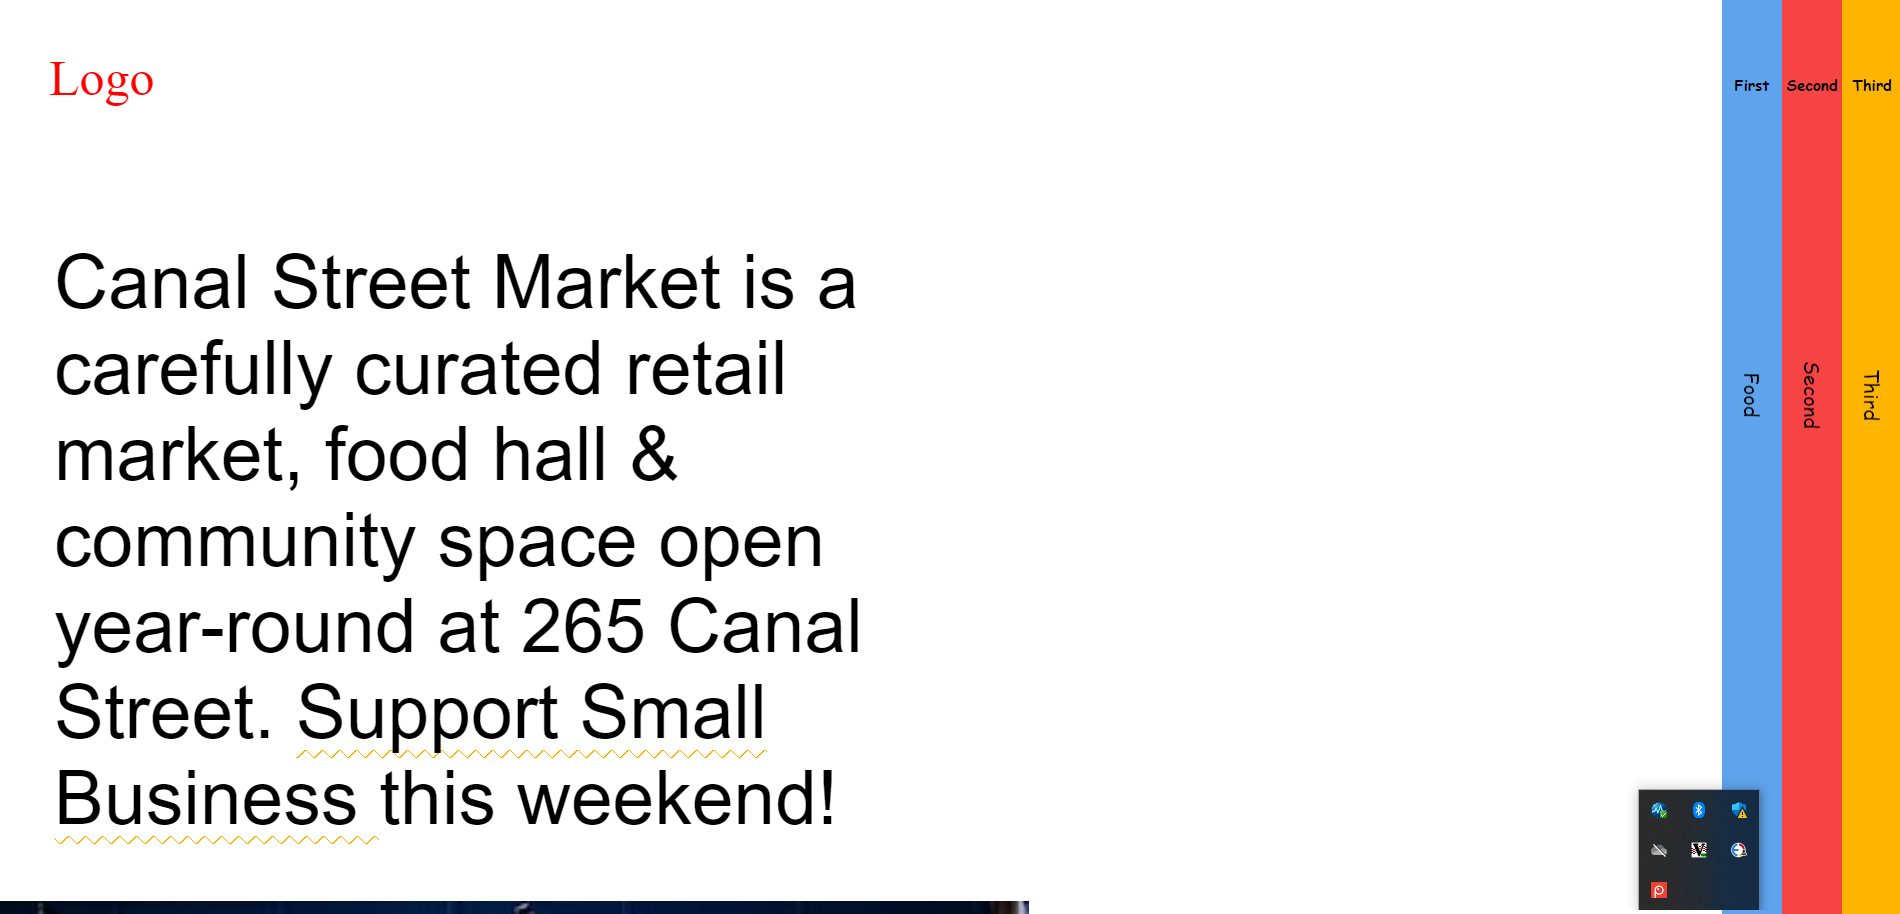 Logo
First Second Third
Canal Street Market is a
carefully curated retail
market, food hall &
community space open
year-round at 265 Canal
Street. Support Small
Business this weekend!
Food
Second
Third